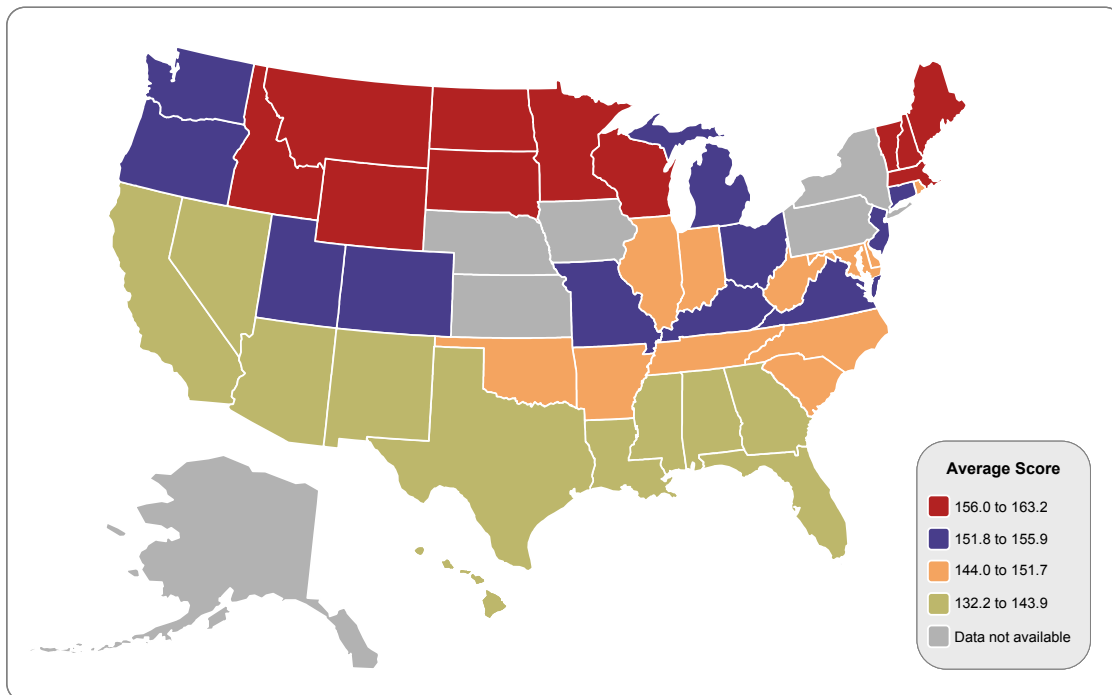 Average Score
156.0 to 163.2
151.8 to 155.9
144.0 to 151.7
132.2 to 143.9
Data not available